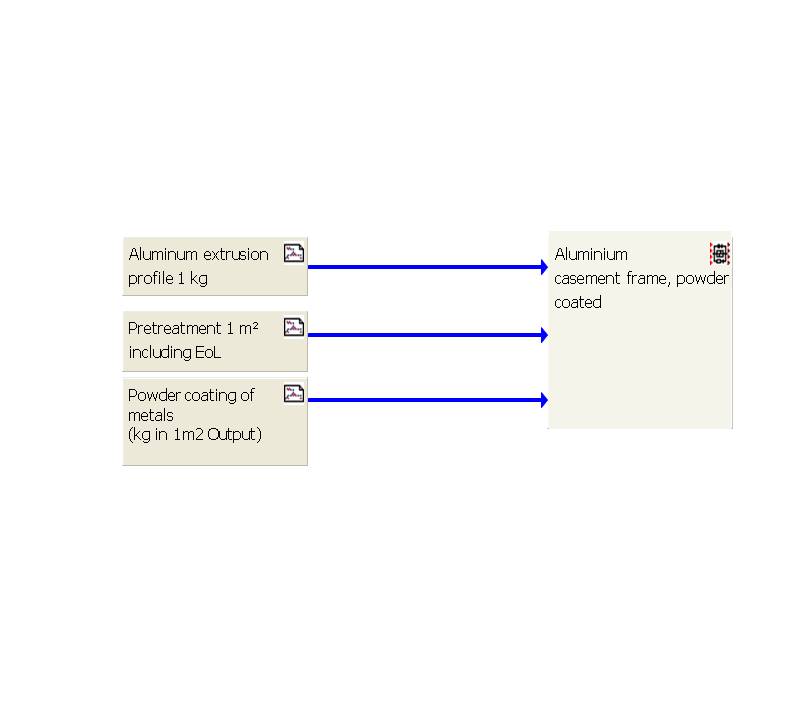 Aluminum extrusion
profile 1 kg
Pretreatment 1 m²
including EoL
Powder coating of
metals
(kg in 1m2 Output)
Aluminium
casement frame, powder
coated